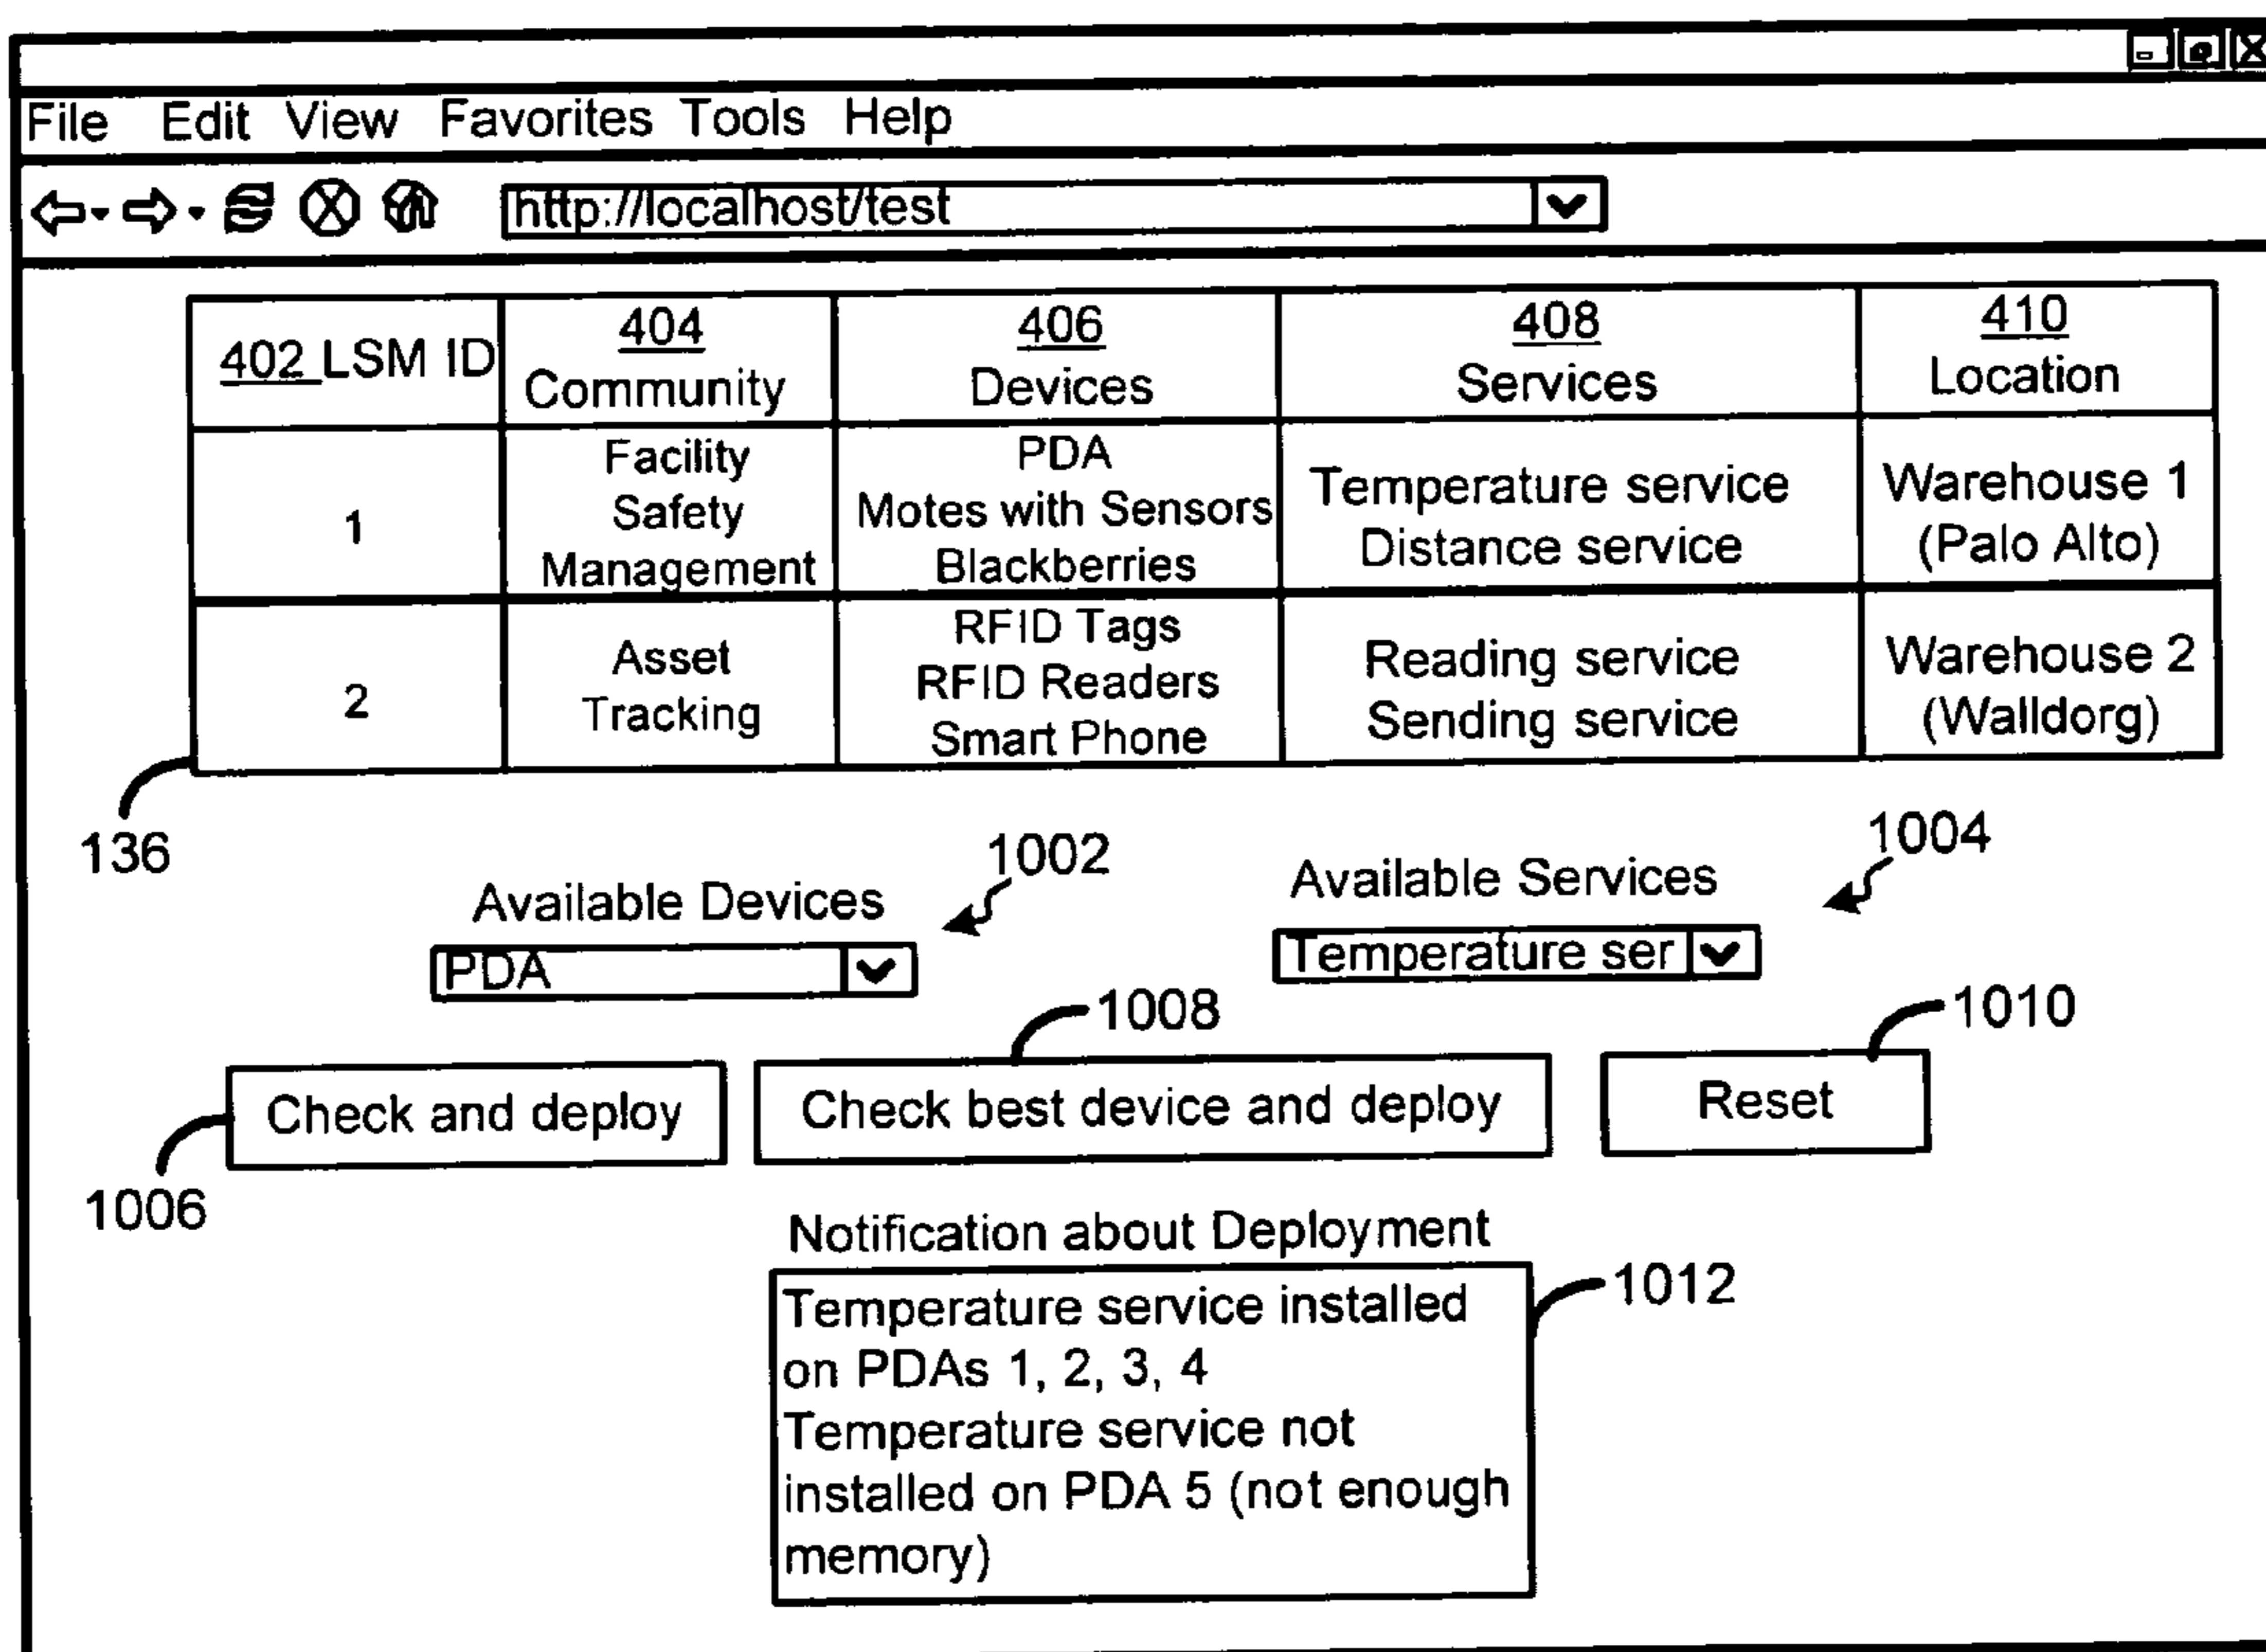 File Edit View Favorites Tools Help
http://localhost/test
402 LSM ID
404
Community
406
Devices
408
Services
410
Location
1
Facility
Safety
Management
PDA
Motes with Sensors
Blackberries
Temperature service
Distance service
Warehouse 1
(Palo Alto)
2
Asset
Tracking
RFID Tags
RFID Readers
Smart Phone
Reading service
Sending service
Warehouse 2
(Walldorg)
136
Available Devices
1002
PDA
Available Services
1004
Temperature ser
1008
1010
Check and deploy
Check best device and deploy
Reset
1006
Notification about Deployment
Temperature service installed
on PDAs 1, 2, 3, 4
Temperature service not
installed on PDA 5 (not enough
memory)
1012